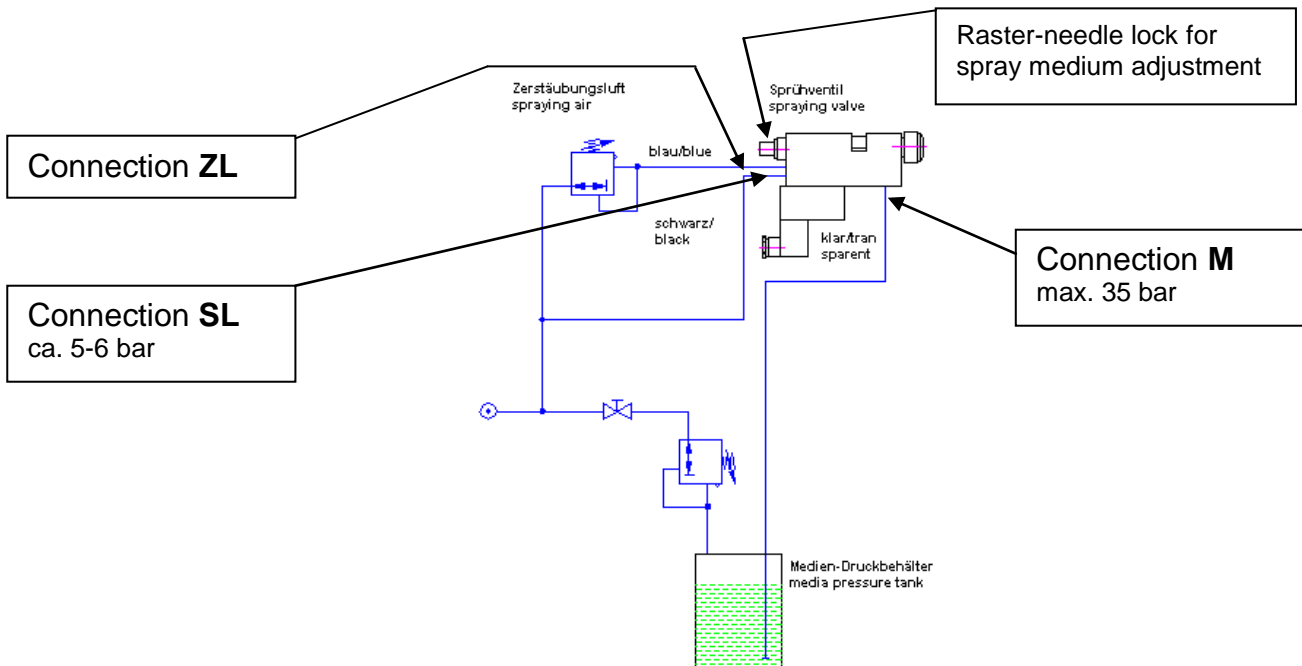 Raster-needle lock for
spray medium adjustment
Zerstäubungsluft
spraying air
Sprühventil
spraying valve
Connection ZL
blau/blue
schwarz/
black
klar/tran
sparent
Connection M
max. 35 bar
Connection SL
ca. 5-6 bar
Medien-Druckbehälter
media pressure tank